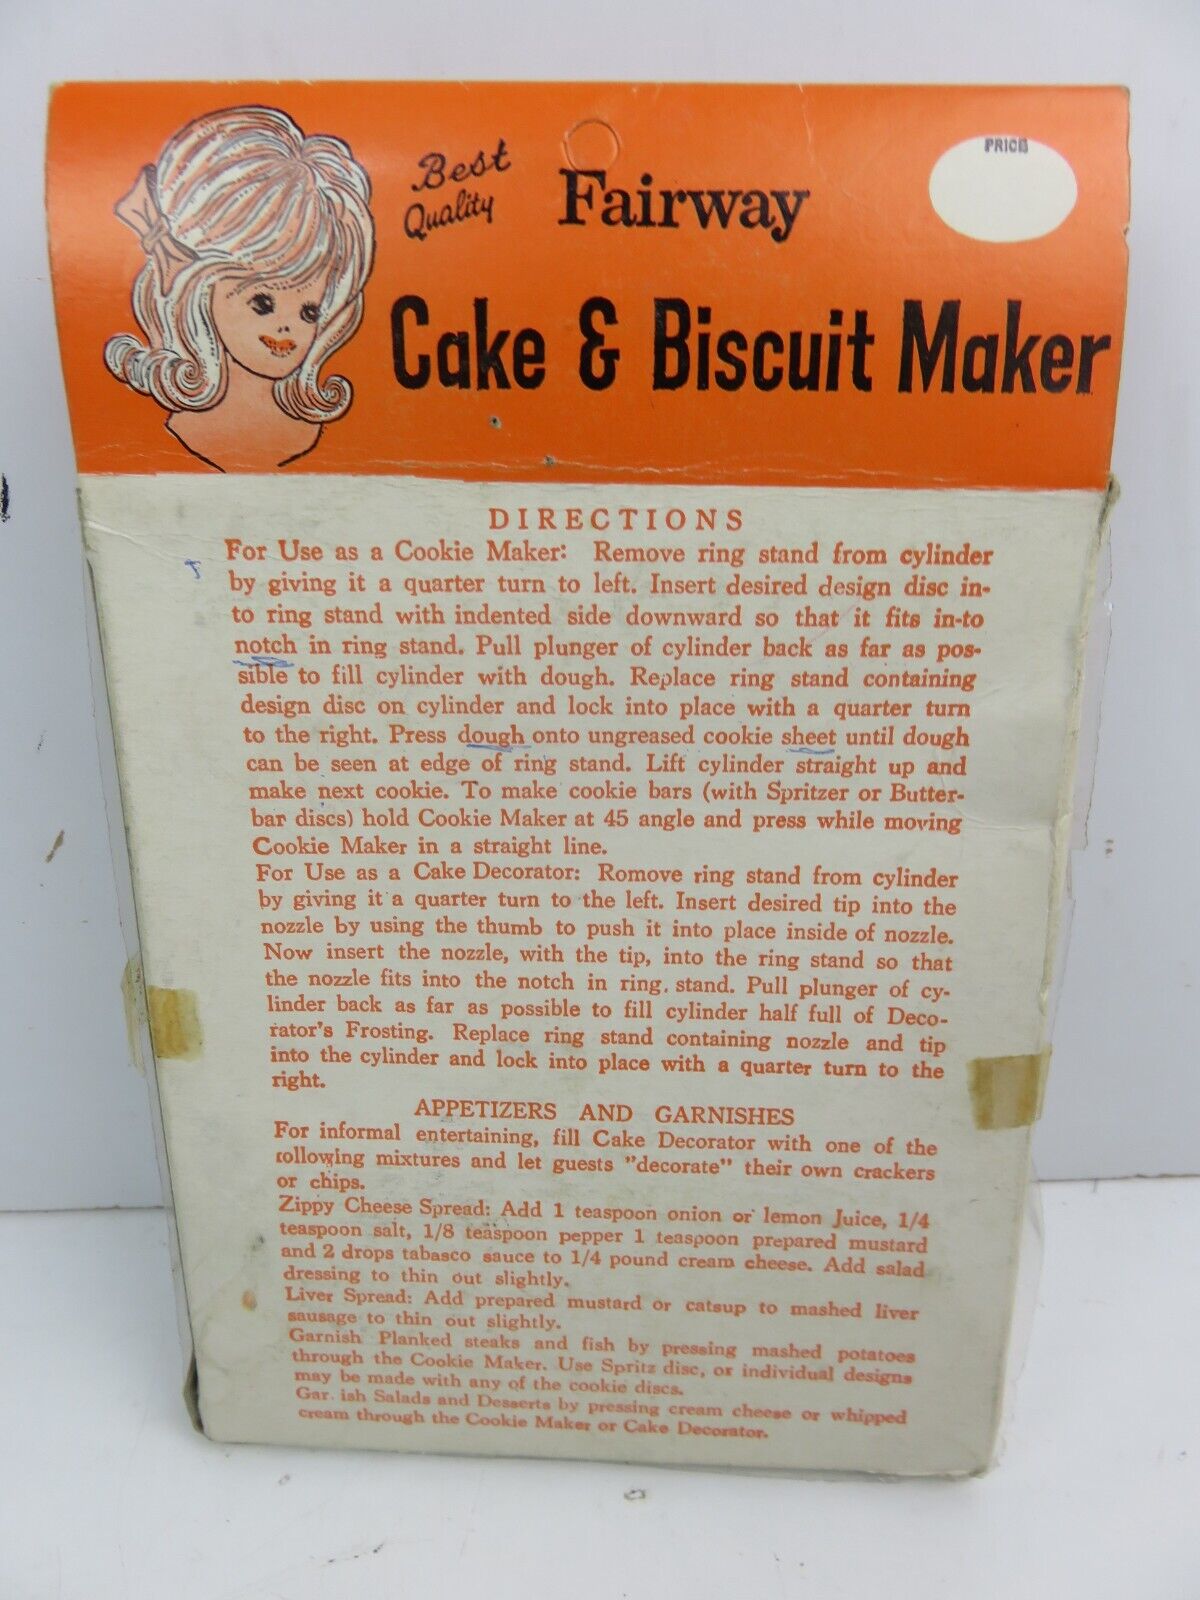 Best
Quality
Fairway
PRICE
Cake & Biscuit Maker
DIRECTIONS
For Use as a Cookie Maker: Remove ring stand from cylinder
by giving it a quarter turn to left. Insert desired design disc in-
to ring stand with indented side downward so that it fits in-to
notch in ring stand. Pull plunger of cylinder back as far as pos-
sible to fill cylinder with dough. Replace ring stand containing
design disc on cylinder and lock into place with a quarter turn
to the right. Press dough onto ungreased cookie sheet until dough
can be seen at edge of ring stand. Lift cylinder straight up and
make next cookie. To make cookie bars (with Spritzer or Butter-
bar discs) hold Cookie Maker at 45 angle and press while moving
Cookie Maker in a straight line.
For Use as a Cake Decorator: Romove ring stand from cylinder
by giving it a quarter turn to the left. Insert desired tip into the
nozzle by using the thumb to push it into place inside of nozzle.
Now insert the nozzle, with the tip, into the ring stand so that
the nozzle fits into the notch in ring. stand. Pull plunger of cy-
linder back as far as possible to fill cylinder half full of Deco-
rator's Frosting. Replace ring stand containing nozzle and tip
into the cylinder and lock into place with a quarter turn to the
right.
APPETIZERS AND GARNISHES
For informal entertaining, fill Cake Decorator with one of the
following mixtures and let guests "decorate" their own crackers
or chips.
Zippy Cheese Spread: Add 1 teaspoon onion or lemon Juice, 1/4
teaspoon salt, 1/8 teaspoon pepper 1 teaspoon prepared mustard
and 2 drops tabasco sauce to 1/4 pound cream cheese. Add salad
dressing to thin out slightly.
Liver Spread: Add prepared mustard or catsup to mashed liver
sausage to thin out slightly.
Garnish Planked steaks and fish by pressing mashed potatoes
through the Cookie Maker. Use Spritz disc, or individual designs
may be made with any of the cookie discs.
Gar ish Salads and Desserts by pressing cream cheese or whipped
cream through the Cookie Maker or Cake Decorator.